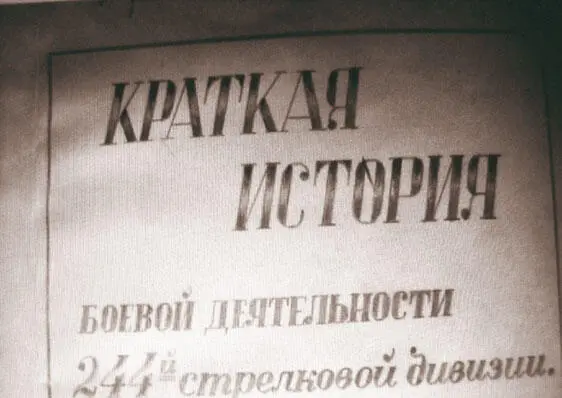 КРАТКАЯ
ИСТОРИЯ
БОЕВОЙ ДЕЯТЕЛЬНОСТИ
244й стрелковой дивизии.